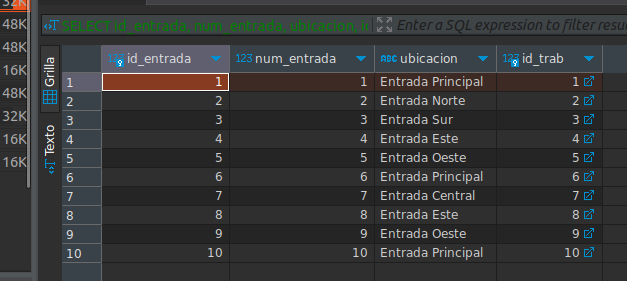 32K
48K
48K
16K
48K
32K
16K
16K
SELECT id_entrada, num_entrada, ubicacion, Enter a SQL expression to filter resu
Grilla
Texto
123 id_entrada 123 num_entrada ABC ubicacion 123 id_trab
1 1 1 Entrada Principal 1
2 2 2 Entrada Norte 2
3 3 3 Entrada Sur 3
4 4 4 Entrada Este 4
5 5 5 Entrada Oeste 5
6 6 6 Entrada Principal 6
7 7 7 Entrada Central 7
8 8 8 Entrada Este 8
9 9 9 Entrada Oeste 9
10 10 10 Entrada Principal 10